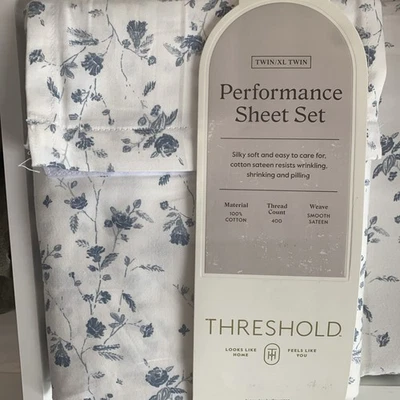 TWIN/XL TWIN
Performance
Sheet Set
Silky soft and easy to care for,
cotton sateen resists wrinkling,
shrinking and pilling
Material Thread Count Weave
100% COTTON 400 SMOOTH SATEEN
THRESHOLD
LOOKS LIKE HOME TH FEELS LIKE YOU